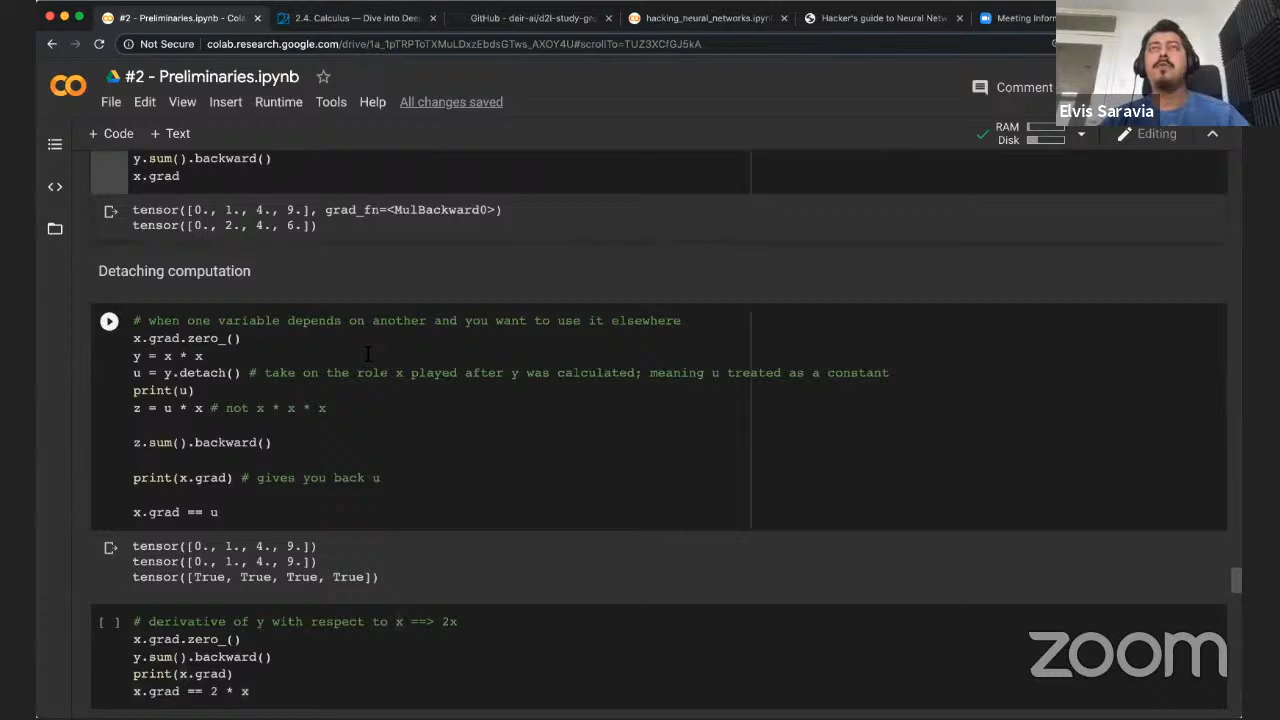 #2 - Preliminaries.ipynb - Cola
2.4. Calculus — Dive into Deep
GitHub - dair-ai/d2l-study-gro
hacking_neural_networks.ipynb
Hacker's guide to Neural Netw
Meeting Inform
Not Secure
colab.research.google.com/drive/1a_1pTRPToTXMuLDxzEbdsGTws_AXOY4U#scrollTo=TUZ3XCfGJ5kA
#2 - Preliminaries.ipynb
Comment
File Edit View Insert Runtime Tools Help All changes saved
Elvis Saravia
+ Code + Text
RAM
Disk
Editing
y.sum().backward()
x.grad
tensor([0., 1., 4., 9.], grad_fn=<MulBackward0>)
tensor([0., 2., 4., 6.])
Detaching computation
# when one variable depends on another and you want to use it elsewhere
x.grad.zero_()
y = x * x
u = y.detach() # take on the role x played after y was calculated; meaning u treated as a constant
print(u)
z = u * x # not x * x * x
z.sum().backward()
print(x.grad) # gives you back u
x.grad == u
tensor([0., 1., 4., 9.])
tensor([0., 1., 4., 9.])
tensor([True, True, True, True])
[ ] # derivative of y with respect to x ==> 2x
x.grad.zero_()
y.sum().backward()
print(x.grad)
x.grad == 2 * x
zoom